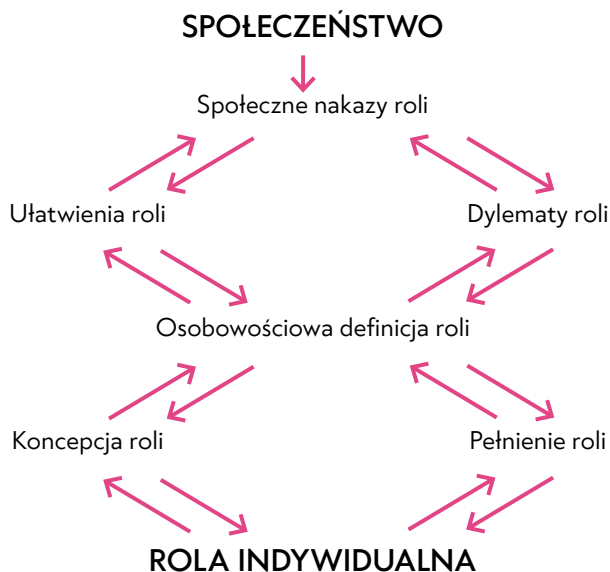 SPOŁECZEŃSTWO
Społeczne nakazy roli
Ułatwienia roli
Dylematy roli
Osobowościowa definicja roli
Koncepcja roli
Pełnienie roli
ROLA INDYWIDUALNA